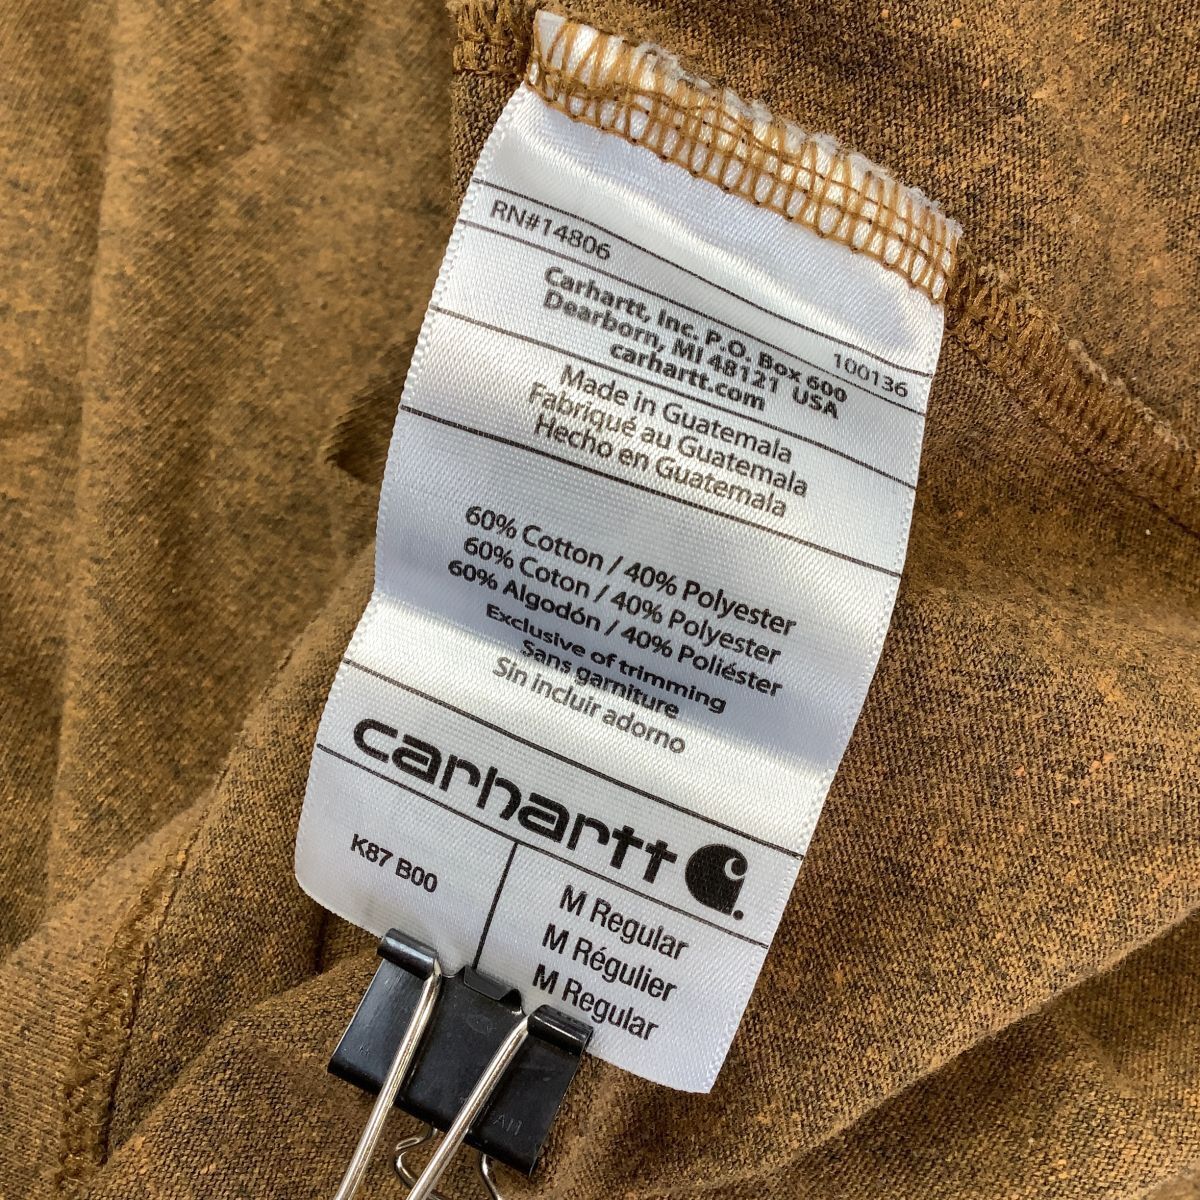 RN#14806
100136
Carhartt, Inc. P.O. Box 600
Dearborn, MI 48121 USA
carhartt.com
Made in Guatemala
Fabriqué au Guatemala
Hecho en Guatemala
60% Cotton / 40% Polyester
60% Coton / 40% Polyester
60% Algodón / 40% Poliéster
Exclusive of trimming
Sans garniture
Sin incluir adorno
carhartt
K87 B00
M Regular
M Régulier
M Regular